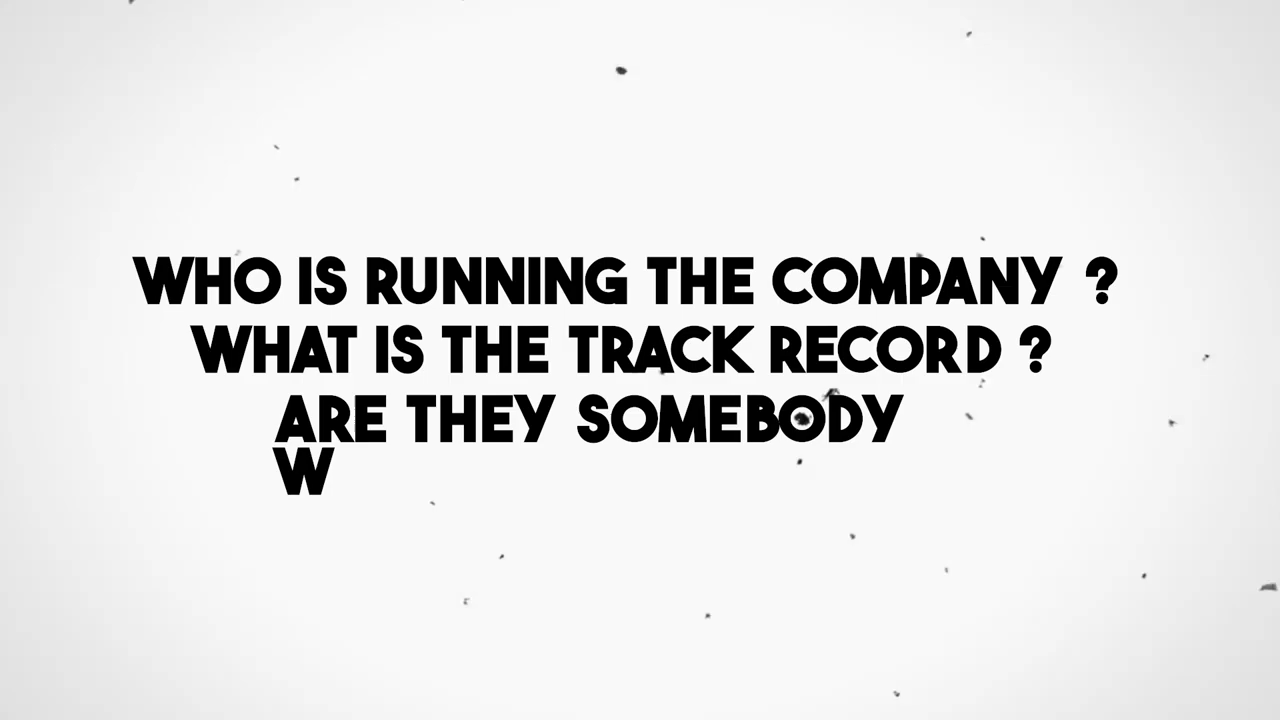 WHO IS RUNNING THE COMPANY ?
WHAT IS THE TRACK RECORD ?
ARE THEY SOMEBODY
W